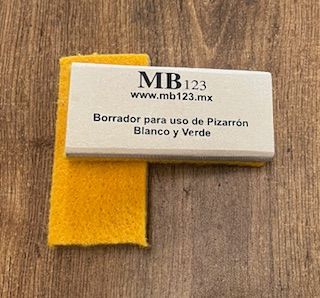 MB123
www.mb123.mx
Borrador para uso de Pizarrón
Blanco y Verde